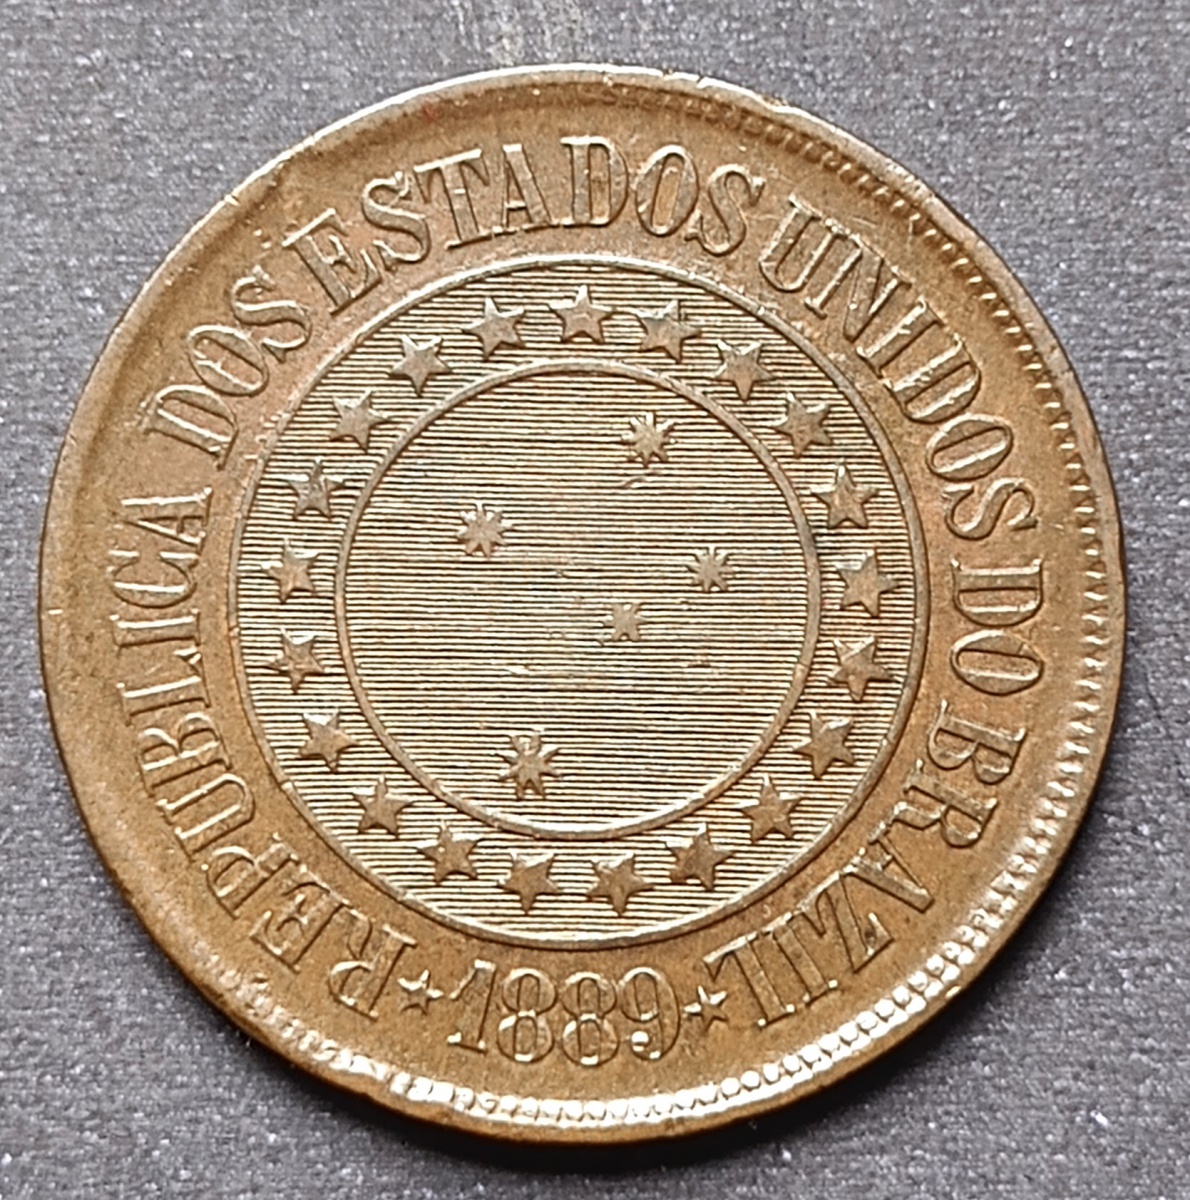 REPUBLICA DOS ESTADOS UNIDOS DO BRAZIL
1889